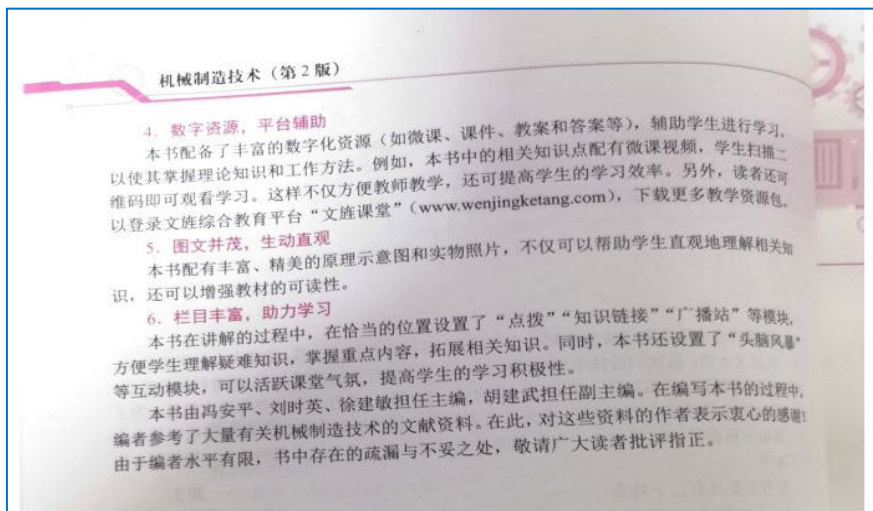 机械制造技术（第2版）
4．数字资源，平台辅助
本书配备了丰富的数字化资源（如微课、课件、教案和答案等），辅助学生进行学习，
以使其掌握理论知识和工作方法。例如，本书中的相关知识点配有微课视频，学生扫描二
维码即可观看学习。这样不仅方便教师教学，还可提高学生的学习效率。另外，读者还可
以登录文旌综合教育平台“文旌课堂”（www.wenjingketang.com），下载更多教学资源包。
5．图文并茂，生动直观
本书配有丰富、精美的原理示意图和实物照片，不仅可以帮助学生直观地理解相关知
识，还可以增强教材的可读性。
6．栏目丰富，助力学习
本书在讲解的过程中，在恰当的位置设置了“点拨”“知识链接”“广播站”等模块，
方便学生理解疑难知识，掌握重点内容，拓展相关知识。同时，本书还设置了“头脑风暴”
等互动模块，可以活跃课堂气氛，提高学生的学习积极性。
本书由冯安平、刘时英、徐建敏担任主编，胡建武担任副主编。在编写本书的过程中，
编者参考了大量有关机械制造技术的文献资料。在此，对这些资料的作者表示衷心的感谢！
由于编者水平有限，书中存在的疏漏与不妥之处，敬请广大读者批评指正。